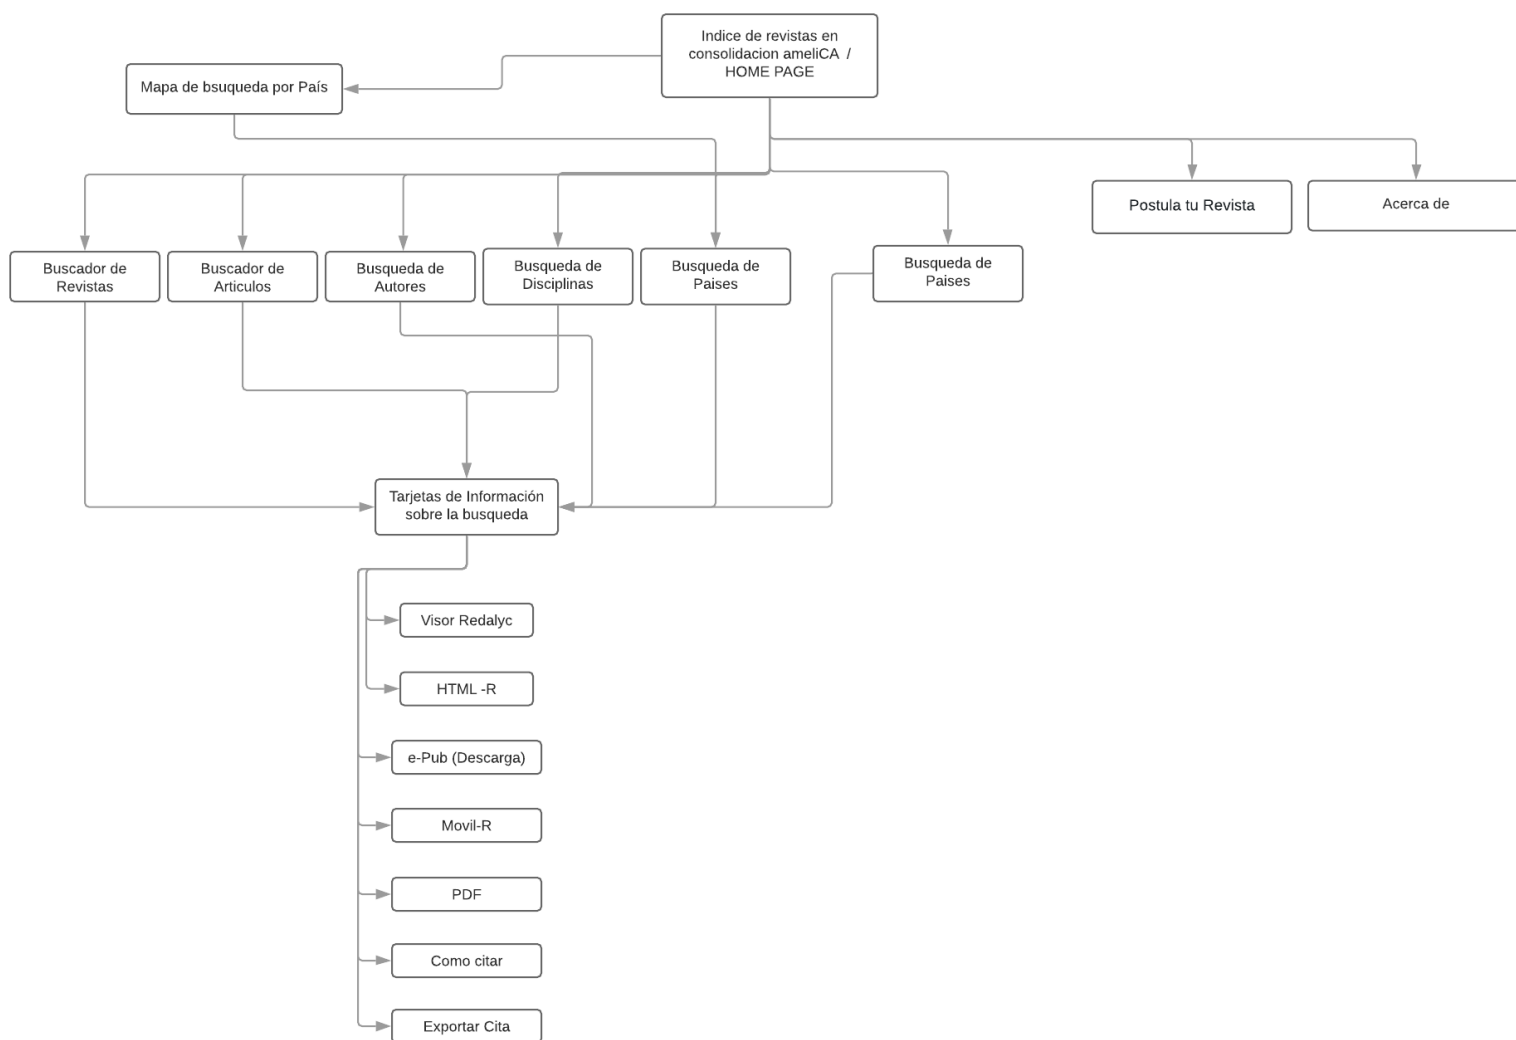 Indice de revistas en
consolidacion ameliCA /
HOME PAGE
Mapa de bsuqueda por País
Postula tu Revista
Acerca de
Buscador de
Revistas
Buscador de
Articulos
Busqueda de
Autores
Busqueda de
Disciplinas
Busqueda de
Paises
Busqueda de
Paises
Tarjetas de Información
sobre la busqueda
Visor Redalyc
HTML -R
e-Pub (Descarga)
Movil-R
PDF
Como citar
Exportar Cita